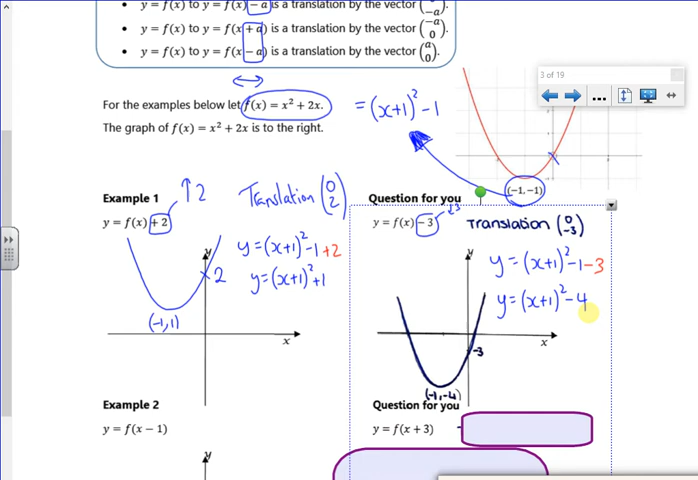 • y = f(x) to y = f(x) − a is a translation by the vector (0 −a).
• y = f(x) to y = f(x + a) is a translation by the vector (−a 0).
• y = f(x) to y = f(x − a) is a translation by the vector (a 0).
3 of 19
For the examples below let f(x) = x² + 2x.
= (x+1)² − 1
The graph of f(x) = x² + 2x is to the right.
(−1, −1)
Example 1
↑2
Translation (0 2)
y = f(x) + 2
y = (x+1)² − 1 + 2
y = (x+1)² + 1
y
2
(−1, 1)
x
Question for you
↓3
y = f(x) − 3
Translation (0 −3)
y = (x+1)² − 1 − 3
y = (x+1)² − 4
y
x
−3
(−1, −4)
Example 2
y = f(x − 1)
y
Question for you
y = f(x + 3)